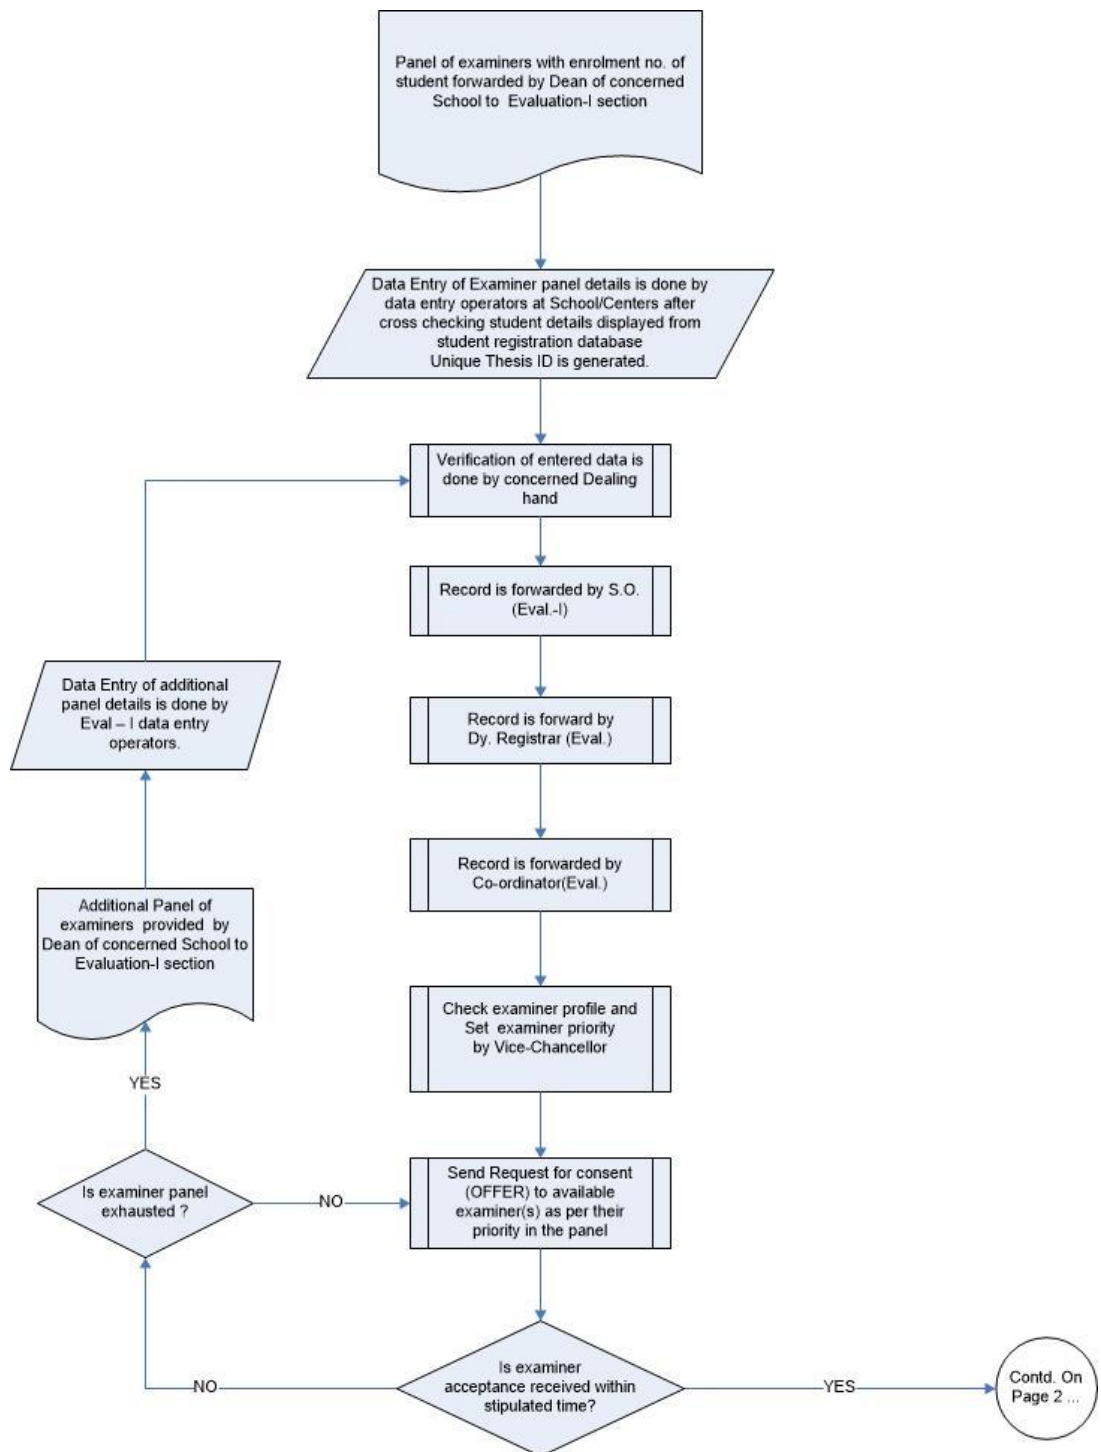 Panel of examiners with enrolment no. of
student forwarded by Dean of concerned
School to Evaluation-I section
Data Entry of Examiner panel details is done by
data entry operators at School/Centers after
cross checking student details displayed from
student registration database
Unique Thesis ID is generated.
Verification of entered data is
done by concerned Dealing
hand
Record is forwarded by S.O.
(Eval.-I)
Data Entry of additional
panel details is done by
Eval – I data entry
operators.
Record is forward by
Dy. Registrar (Eval.)
Record is forwarded by
Co-ordinator(Eval.)
Additional Panel of
examiners provided by
Dean of concerned School to
Evaluation-I section
Check examiner profile and
Set examiner priority
by Vice-Chancellor
YES
Is examiner panel
exhausted ?
NO
Send Request for consent
(OFFER) to available
examiner(s) as per their
priority in the panel
NO
Is examiner
acceptance received within
stipulated time?
YES
Contd. On
Page 2 ...